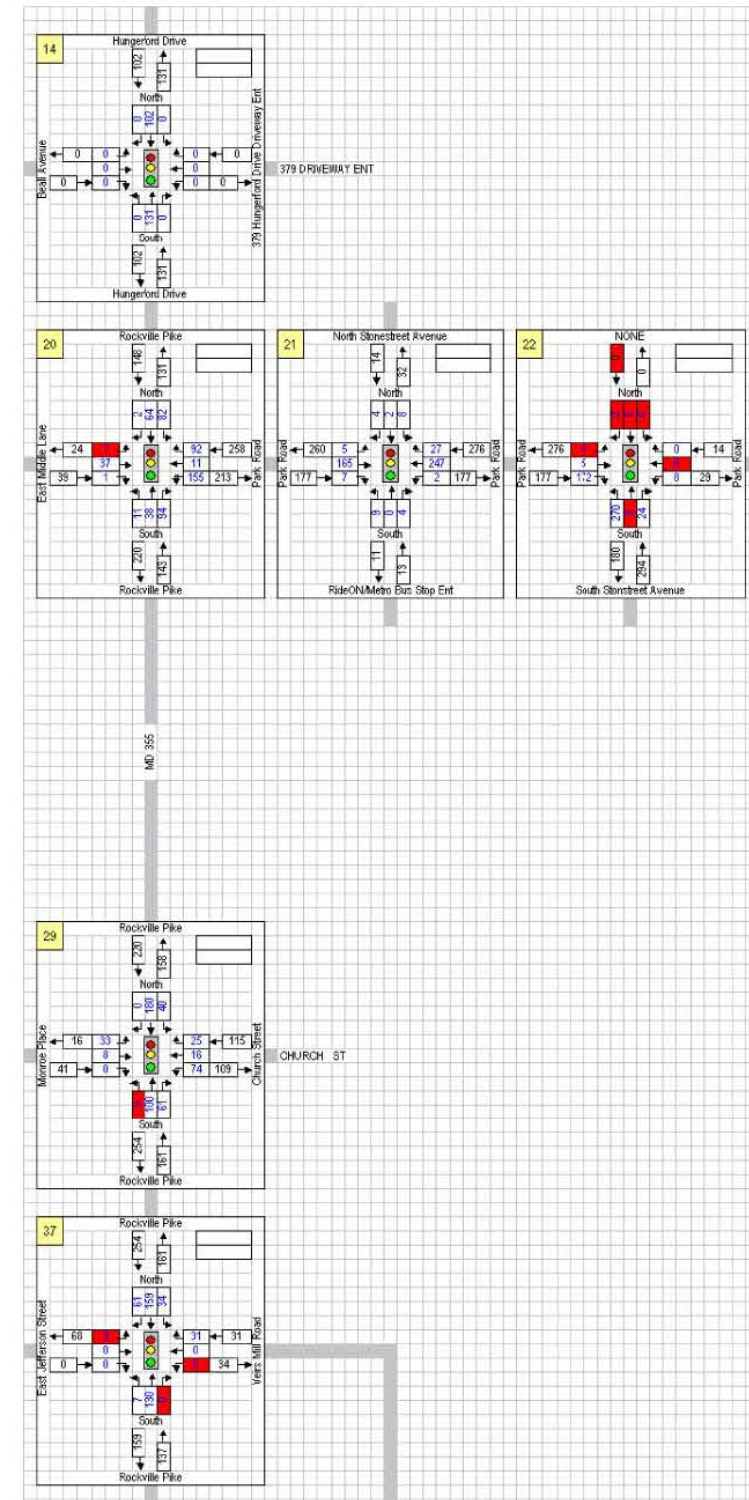 14
Hungerford Drive
102 131
North
0 102 0
Beall Avenue
0 0
0
0 0
0 0
0
0 0
379 Hungerford Drive Driveway Ent
379 DRIVEWAY ENT
0 131 0
South
102 131
Hungerford Drive
20
Rockville Pike
148 131
North
2 64 82
East Middle Lane
24
37
39 1
92 258
11
155 213
Park Road
11 38 94
South
220 143
Rockville Pike
21
North Stonestreet Avenue
14 32
North
4 2 8
Park Road
260 5
165
177 7
27 276
247
2 177
Park Road
9 0 4
South
11 13
RideON/Metro Bus Stop Ent
22
NONE
0 0
North
Park Road
276
5
177 172
0 14
8 29
Park Road
270 24
South
180 294
South Stonstreet Avenue
MD 355
29
Rockville Pike
220 158
North
0 180 40
Monroe Place
16 33
8
41 0
25 115
16
74 109
Church Street
CHURCH ST
100 61
South
254 161
Rockville Pike
37
Rockville Pike
254 161
North
61 159 34
East Jefferson Street
68
0
0 0
31 31
0
0 34
Veirs Mill Road
7 130 0
South
159 137
Rockville Pike